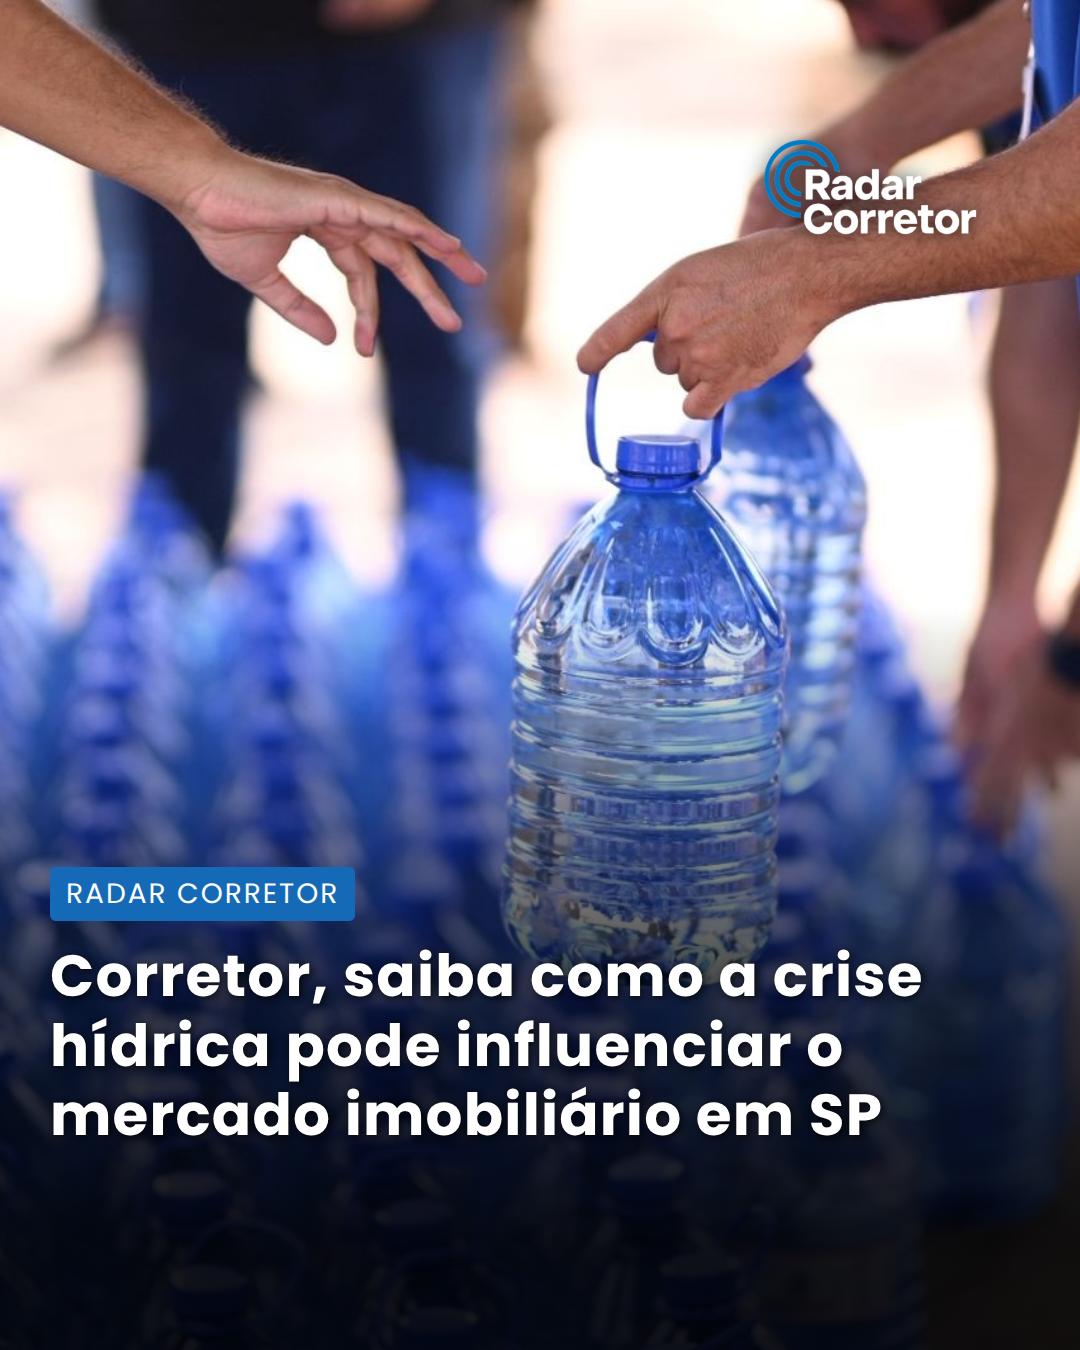 Radar
Corretor
RADAR CORRETOR
Corretor, saiba como a crise
hídrica pode influenciar o
mercado imobiliário em SP